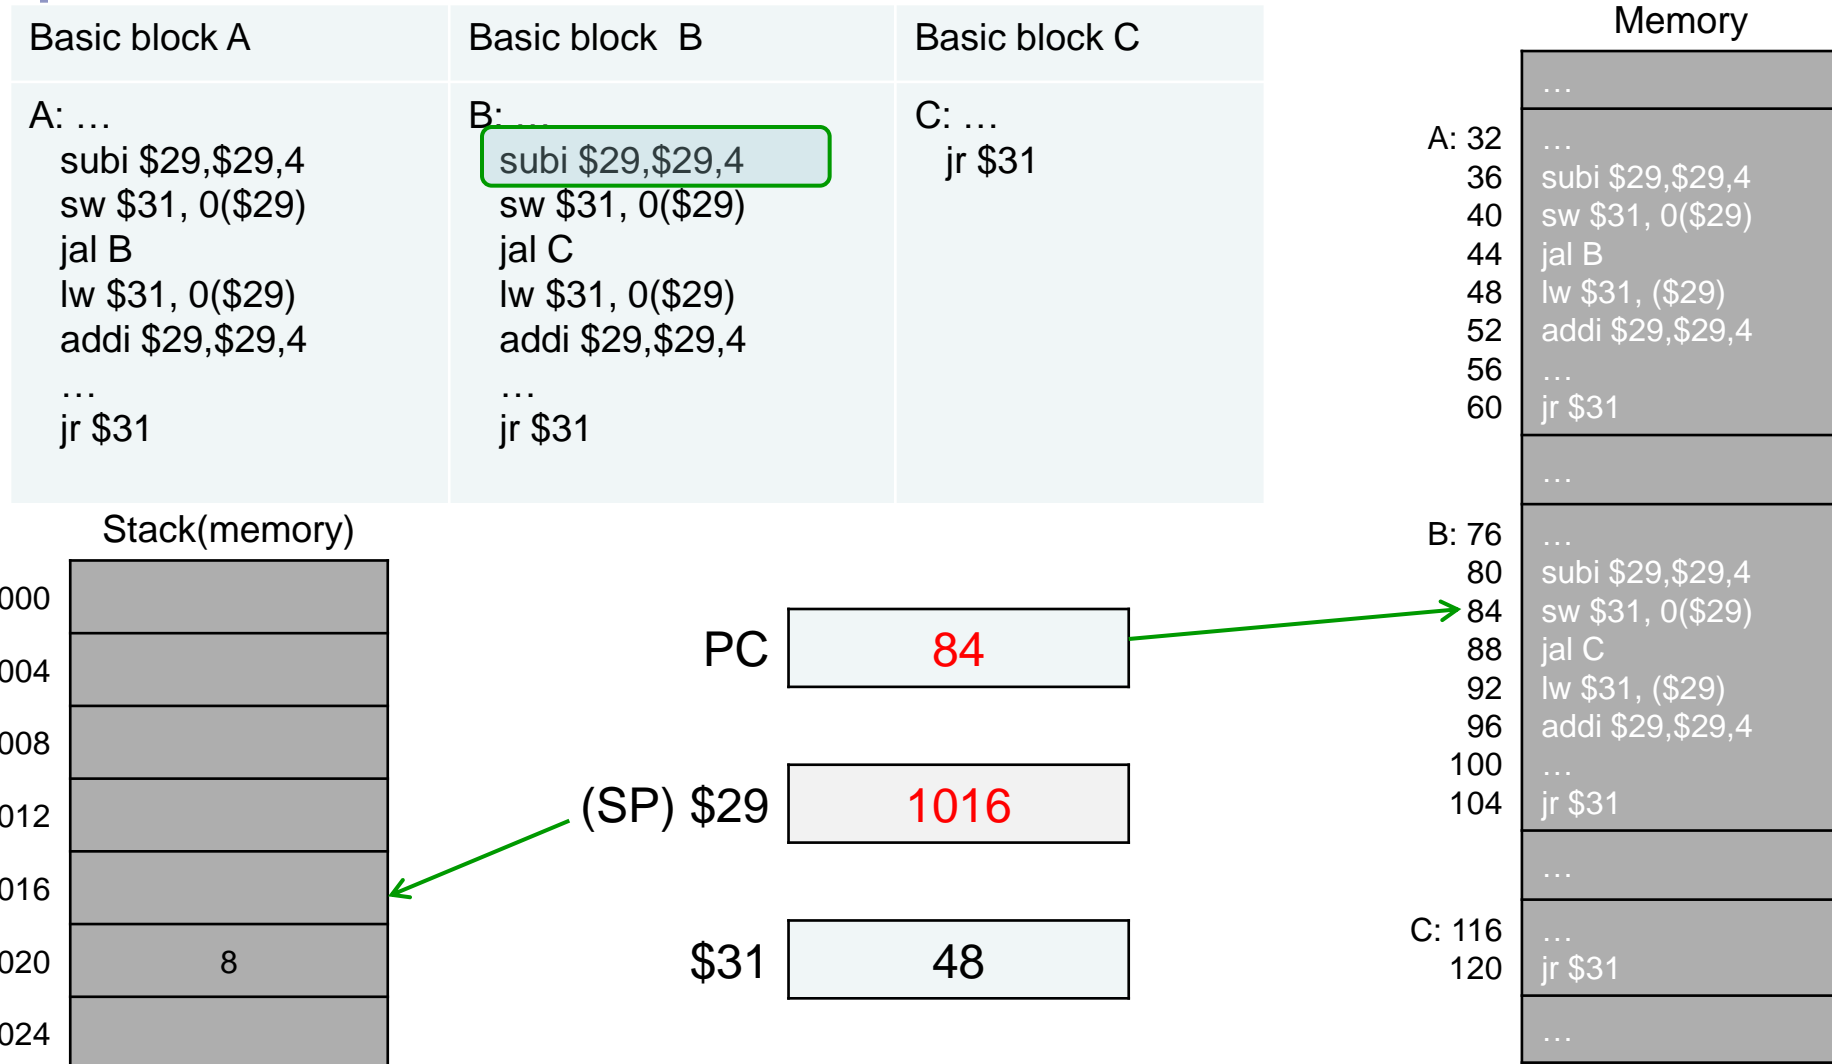 Basic block A
Basic block  B
Basic block C
A: …
subi $29,$29,4
sw $31, 0($29)
jal B
lw $31, 0($29)
addi $29,$29,4
…
jr $31
B: …
subi $29,$29,4
sw $31, 0($29)
jal C
lw $31, 0($29)
addi $29,$29,4
…
jr $31
C: …
jr $31
Stack(memory)
000
004
008
012
016
020 8
024
PC 84
(SP) $29 1016
$31 48
Memory
…
A: 32 …
36 subi $29,$29,4
40 sw $31, 0($29)
44 jal B
48 lw $31, ($29)
52 addi $29,$29,4
56 …
60 jr $31
…
B: 76 …
80 subi $29,$29,4
84 sw $31, 0($29)
88 jal C
92 lw $31, ($29)
96 addi $29,$29,4
100 …
104 jr $31
…
C: 116 …
120 jr $31
…